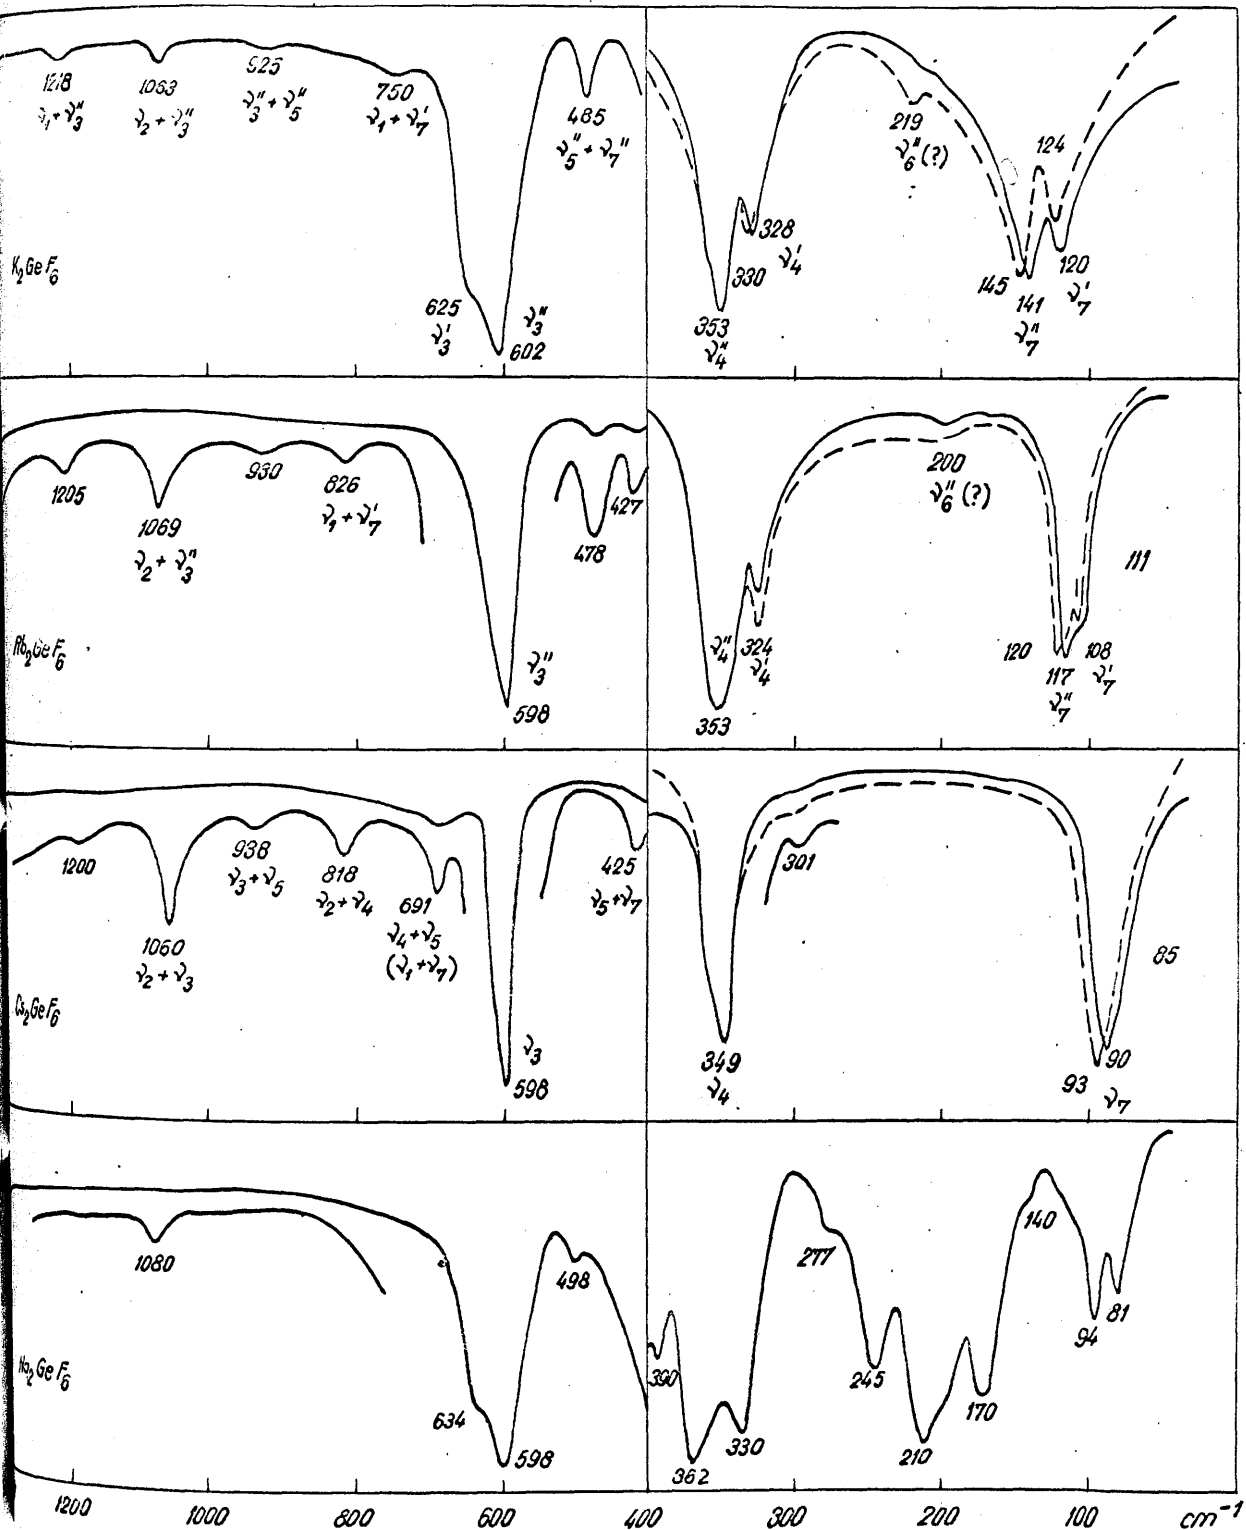 1218
ν₁ + ν₃''
1063
ν₂ + ν₃''
925
ν₃'' + ν₅''
750
ν₁ + ν₇'
485
ν₅'' + ν₇''
K₂GeF₆
625
ν₃'
ν₃''
602
353
ν₄''
330
328
ν₄'
219
ν₆'' (?)
124
145
141
ν₇''
120
ν₇'
1205
1069
ν₂ + ν₃''
930
826
ν₁ + ν₇'
478
427
Rb₂GeF₆
ν₃''
598
ν₄''
353
324
ν₄'
200
ν₆'' (?)
111
120
117
ν₇''
108
ν₇'
1200
1060
ν₂ + ν₃
938
ν₃ + ν₅
818
ν₂ + ν₄
691
ν₄ + ν₅
(ν₁ + ν₇)
425
ν₅ + ν₇
Cs₂GeF₆
ν₃
598
349
ν₄
301
85
93
90
ν₇
1080
498
Na₂GeF₆
634
598
390
362
330
277
245
210
170
140
94
81
1200 1000 800 600 400 300 200 100 cm⁻¹